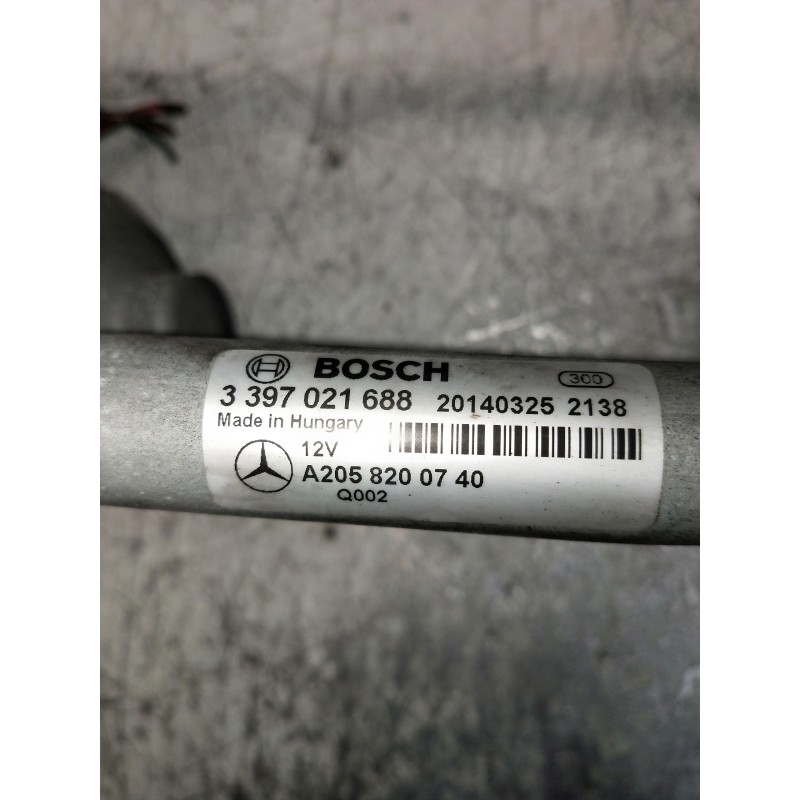 BOSCH 300
3 397 021 688 20140325 2138
Made in Hungary
12V
A205 820 07 40
Q002